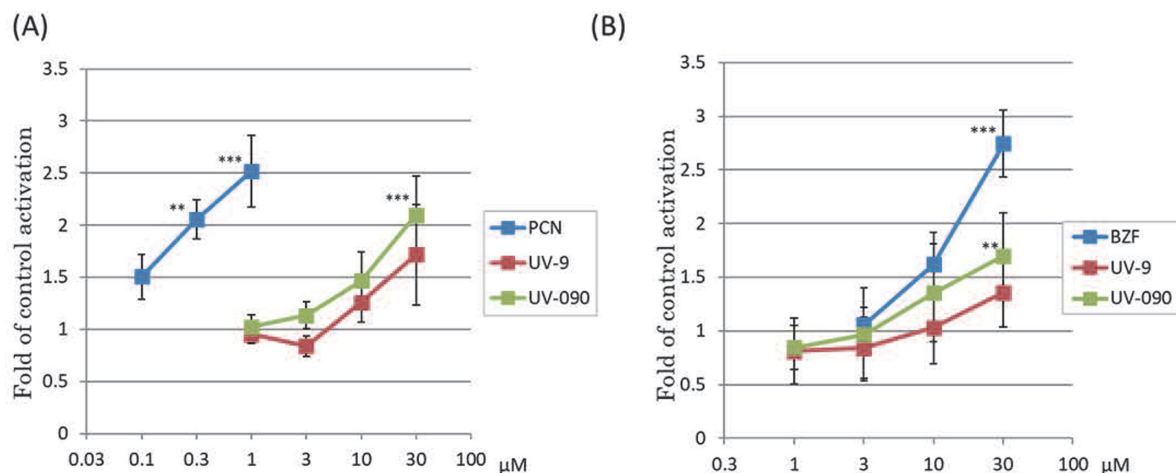 (A)
3.5
3
2.5
2
1.5
1
0.5
0
Fold of control activation
***
**
***
0.03 0.1 0.3 1 3 10 30 100 μM
PCN
UV-9
UV-090
(B)
3.5
3
2.5
2
1.5
1
0.5
0
Fold of control activation
***
**
0.3 1 3 10 30 100 μM
BZF
UV-9
UV-090